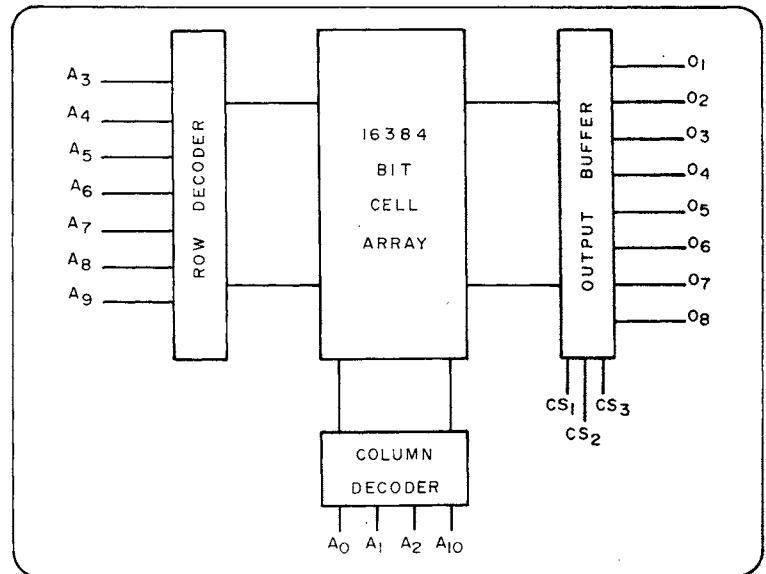 A3
A4
A5
A6
A7
A8
A9
ROW DECODER
16384
BIT
CELL
ARRAY
OUTPUT BUFFER
O1
O2
O3
O4
O5
O6
O7
O8
CS1
CS2
CS3
COLUMN
DECODER
A0 A1 A2 A10